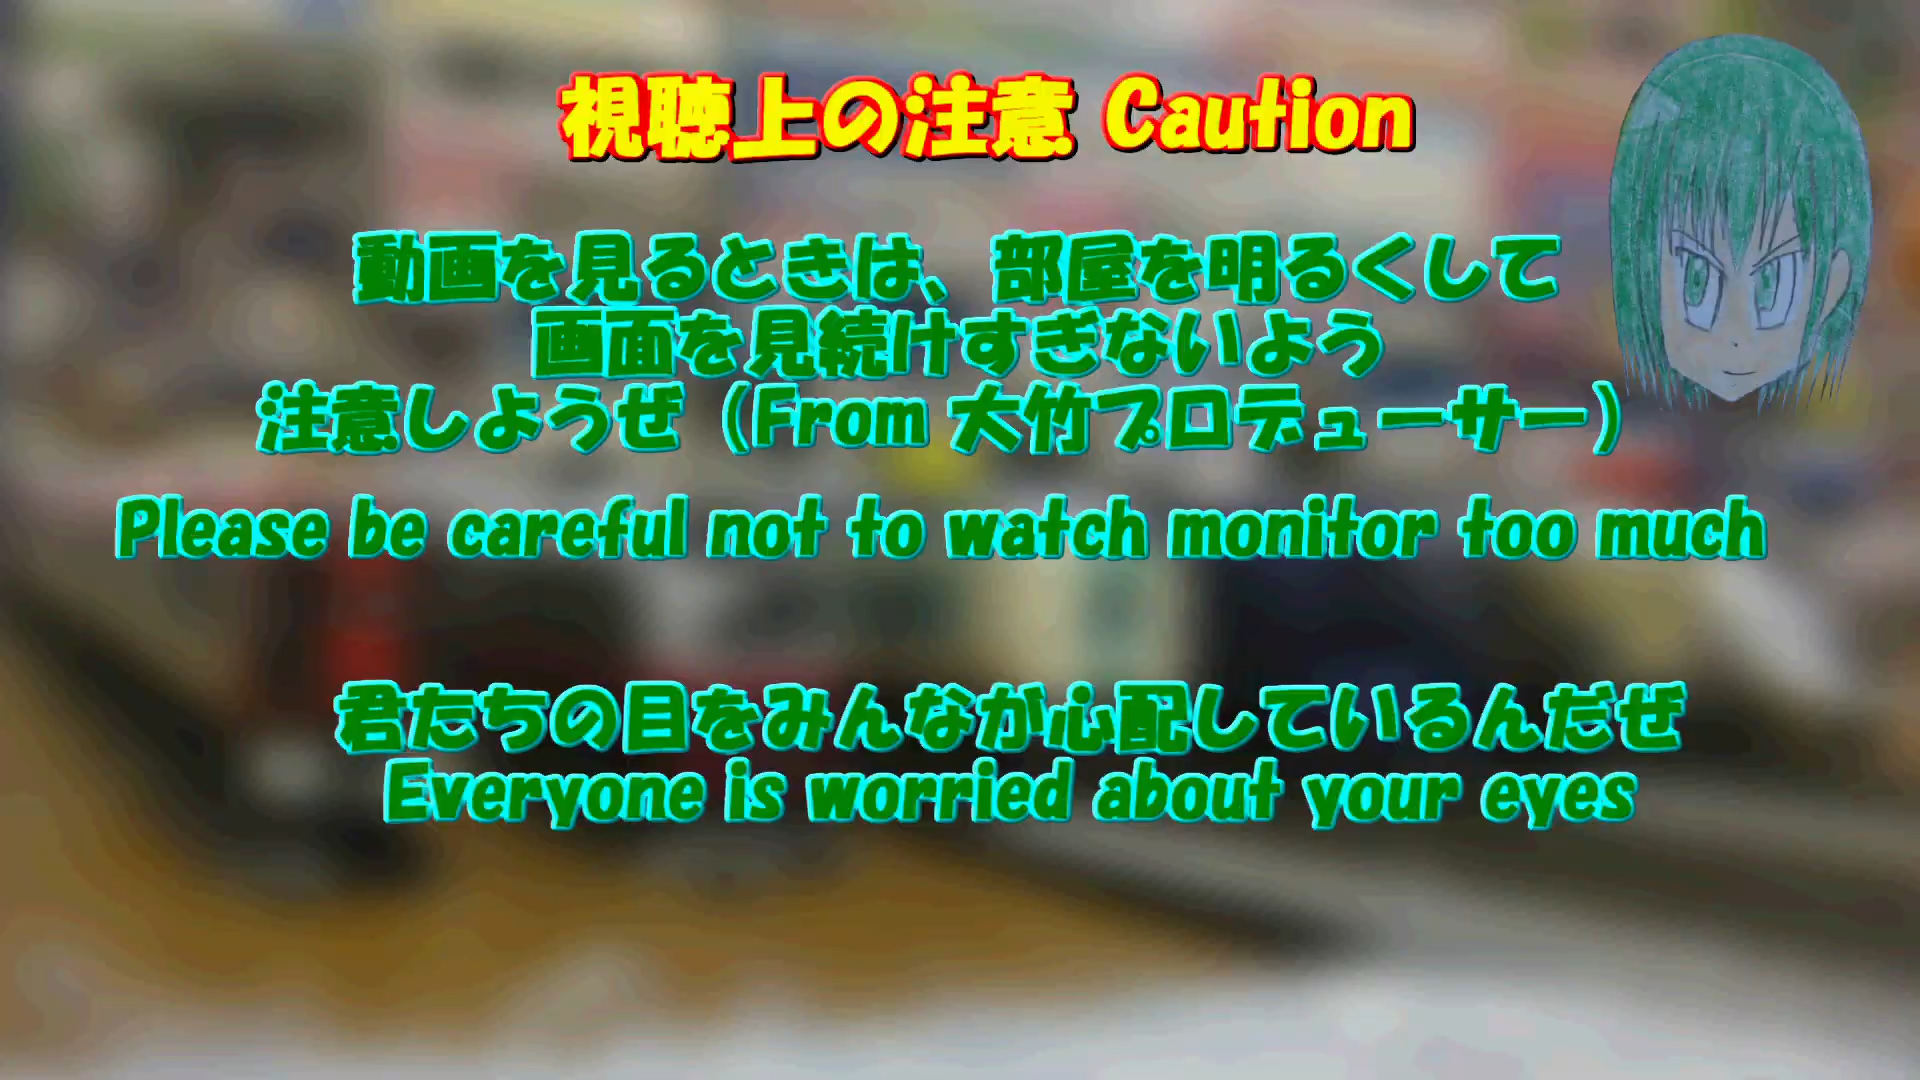 視聴上の注意 Caution
動画を見るときは、部屋を明るくして
画面を見続けすぎないよう
注意しようぜ（From 大竹プロデューサー）
Please be careful not to watch monitor too much
君たちの目をみんなが心配しているんだぜ
Everyone is worried about your eyes